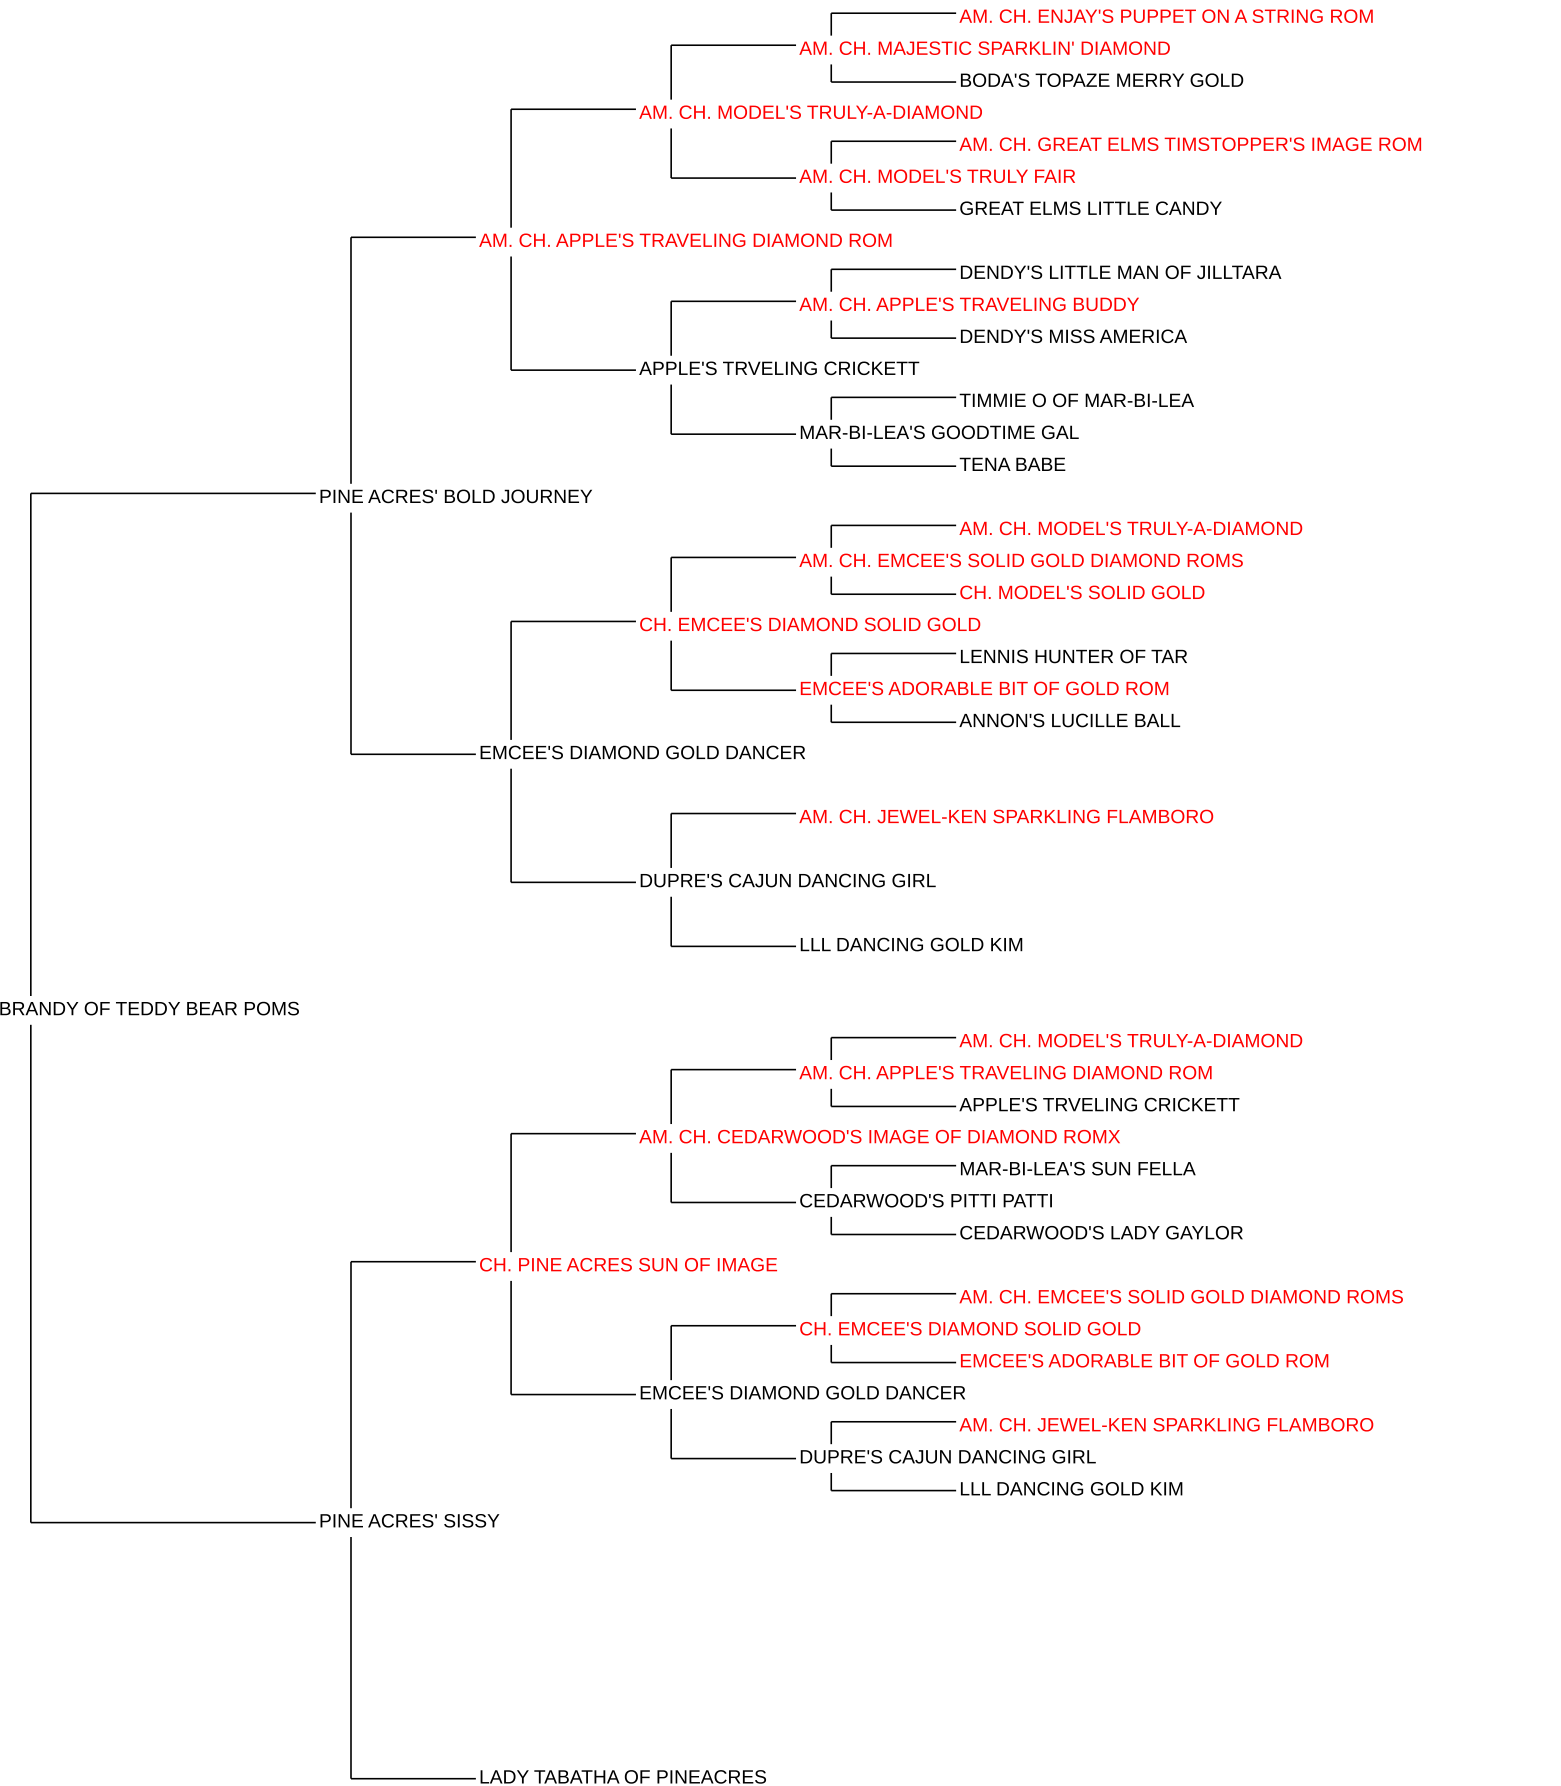 AM. CH. ENJAY'S PUPPET ON A STRING ROM
AM. CH. MAJESTIC SPARKLIN' DIAMOND
BODA'S TOPAZE MERRY GOLD
AM. CH. MODEL'S TRULY-A-DIAMOND
AM. CH. GREAT ELMS TIMSTOPPER'S IMAGE ROM
AM. CH. MODEL'S TRULY FAIR
GREAT ELMS LITTLE CANDY
AM. CH. APPLE'S TRAVELING DIAMOND ROM
DENDY'S LITTLE MAN OF JILLTARA
AM. CH. APPLE'S TRAVELING BUDDY
DENDY'S MISS AMERICA
APPLE'S TRVELING CRICKETT
TIMMIE O OF MAR-BI-LEA
MAR-BI-LEA'S GOODTIME GAL
TENA BABE
PINE ACRES' BOLD JOURNEY
AM. CH. MODEL'S TRULY-A-DIAMOND
AM. CH. EMCEE'S SOLID GOLD DIAMOND ROMS
CH. MODEL'S SOLID GOLD
CH. EMCEE'S DIAMOND SOLID GOLD
LENNIS HUNTER OF TAR
EMCEE'S ADORABLE BIT OF GOLD ROM
ANNON'S LUCILLE BALL
EMCEE'S DIAMOND GOLD DANCER
AM. CH. JEWEL-KEN SPARKLING FLAMBORO
DUPRE'S CAJUN DANCING GIRL
LLL DANCING GOLD KIM
BRANDY OF TEDDY BEAR POMS
AM. CH. MODEL'S TRULY-A-DIAMOND
AM. CH. APPLE'S TRAVELING DIAMOND ROM
APPLE'S TRVELING CRICKETT
AM. CH. CEDARWOOD'S IMAGE OF DIAMOND ROMX
MAR-BI-LEA'S SUN FELLA
CEDARWOOD'S PITTI PATTI
CEDARWOOD'S LADY GAYLOR
CH. PINE ACRES SUN OF IMAGE
AM. CH. EMCEE'S SOLID GOLD DIAMOND ROMS
CH. EMCEE'S DIAMOND SOLID GOLD
EMCEE'S ADORABLE BIT OF GOLD ROM
EMCEE'S DIAMOND GOLD DANCER
AM. CH. JEWEL-KEN SPARKLING FLAMBORO
DUPRE'S CAJUN DANCING GIRL
LLL DANCING GOLD KIM
PINE ACRES' SISSY
LADY TABATHA OF PINEACRES